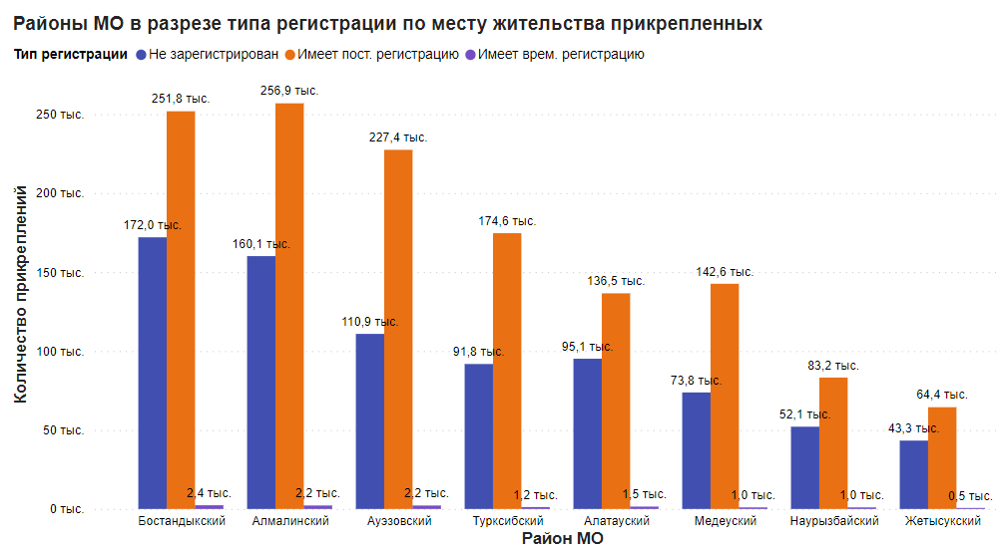 Районы МО в разрезе типа регистрации по месту жительства прикрепленных
Тип регистрации Не зарегистрирован Имеет пост. регистрацию Имеет врем. регистрацию
Количество прикреплений
250 тыс.
200 тыс.
150 тыс.
100 тыс.
50 тыс.
0 тыс.
172,0 тыс.
251,8 тыс.
2,4 тыс.
160,1 тыс.
256,9 тыс.
2,2 тыс.
110,9 тыс.
227,4 тыс.
2,2 тыс.
91,8 тыс.
174,6 тыс.
1,2 тыс.
95,1 тыс.
136,5 тыс.
1,5 тыс.
73,8 тыс.
142,6 тыс.
1,0 тыс.
52,1 тыс.
83,2 тыс.
1,0 тыс.
43,3 тыс.
64,4 тыс.
0,5 тыс.
Бостандыкский Алмалинский Ауэзовский Турксибский Алатауский Медеуский Наурызбайский Жетысукский
Район МО